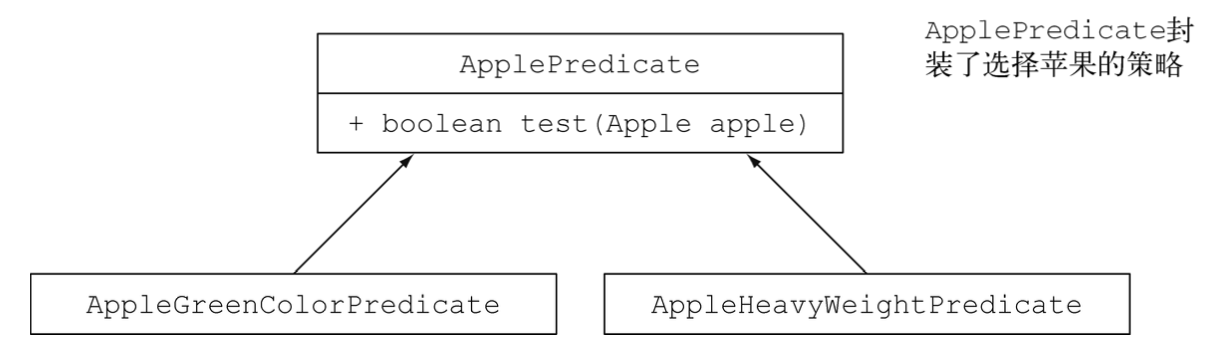 ApplePredicate封
装了选择苹果的策略
ApplePredicate
+ boolean test(Apple apple)
AppleGreenColorPredicate
AppleHeavyWeightPredicate